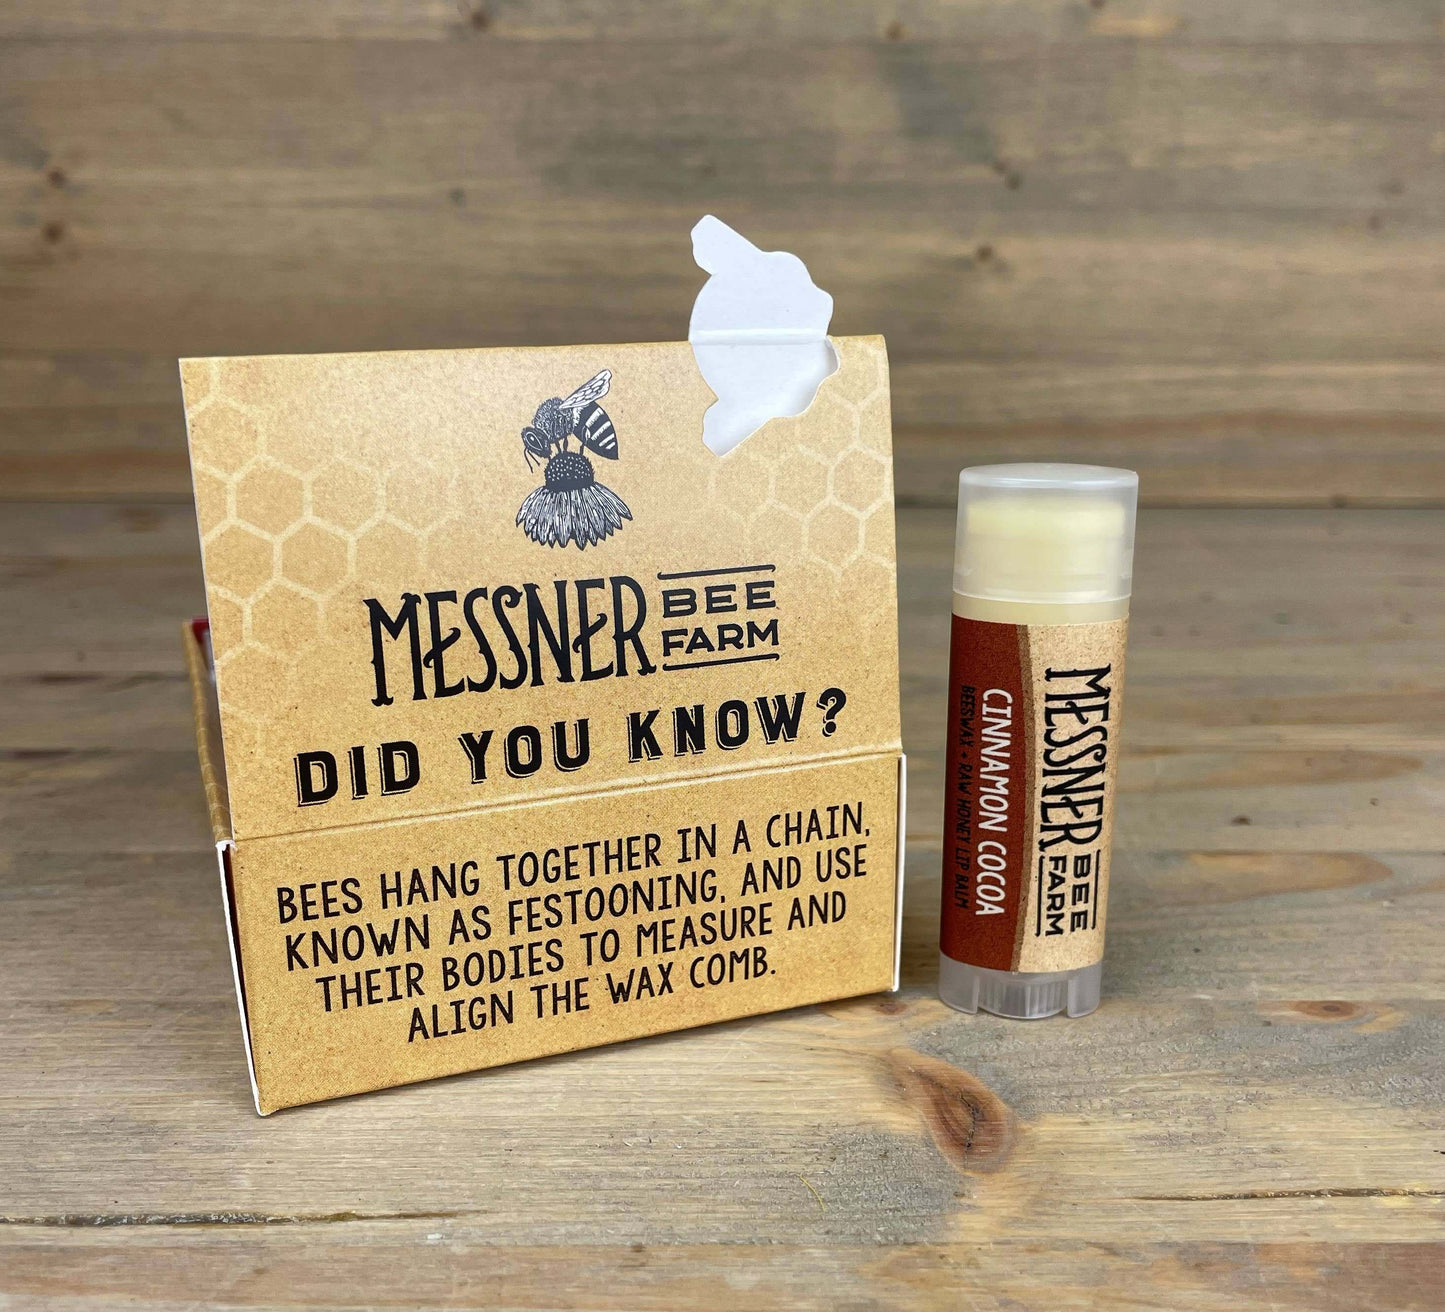 MESSNER BEE FARM
DID YOU KNOW?
BEES HANG TOGETHER IN A CHAIN,
KNOWN AS FESTOONING, AND USE
THEIR BODIES TO MEASURE AND
ALIGN THE WAX COMB.
MESSNER BEE FARM
CINNAMON COCOA
BEESWAX + RAW HONEY LIP BALM